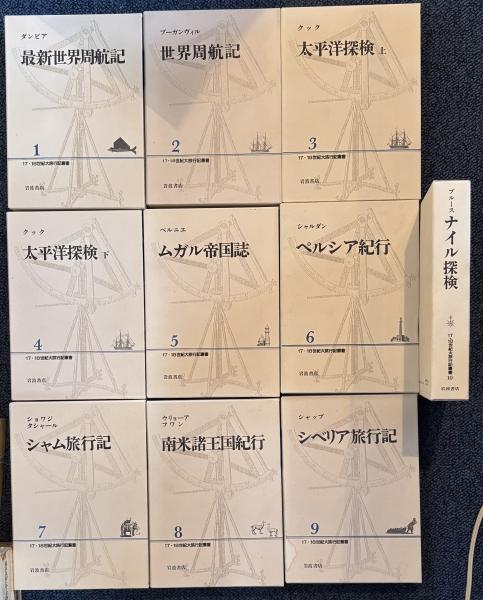 ダンピア
最新世界周航記
1
17・18世紀大旅行記叢書
岩波書店
ブーガンヴィル
世界周航記
2
17・18世紀大旅行記叢書
岩波書店
クック
太平洋探検 上
3
17・18世紀大旅行記叢書
岩波書店
クック
太平洋探検 下
4
17・18世紀大旅行記叢書
岩波書店
ベルニエ
ムガル帝国誌
5
17・18世紀大旅行記叢書
岩波書店
シャルダン
ペルシア紀行
6
17・18世紀大旅行記叢書
岩波書店
ショワジ
タシャール
シャム旅行記
7
17・18世紀大旅行記叢書
岩波書店
ウリョーア
フワン
南米諸王国紀行
8
17・18世紀大旅行記叢書
岩波書店
シャップ
シベリア旅行記
9
17・18世紀大旅行記叢書
岩波書店
ブルース
ナイル探検
17・18世紀大旅行記叢書 10
岩波書店